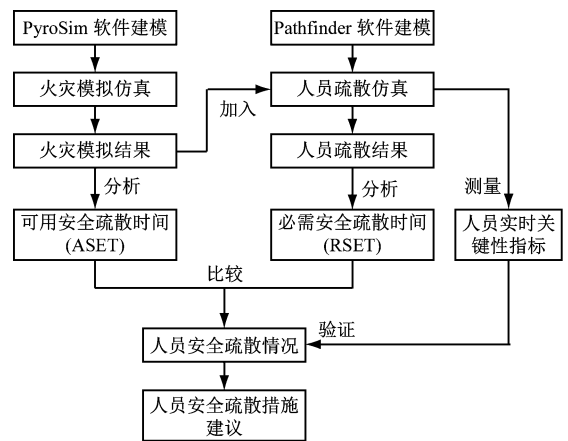 PyroSim 软件建模
Pathfinder 软件建模
火灾模拟仿真
加入
人员疏散仿真
火灾模拟结果
人员疏散结果
分析
分析
测量
可用安全疏散时间
(ASET)
必需安全疏散时间
(RSET)
人员实时关
键性指标
比较
人员安全疏散情况
验证
人员安全疏散措施
建议